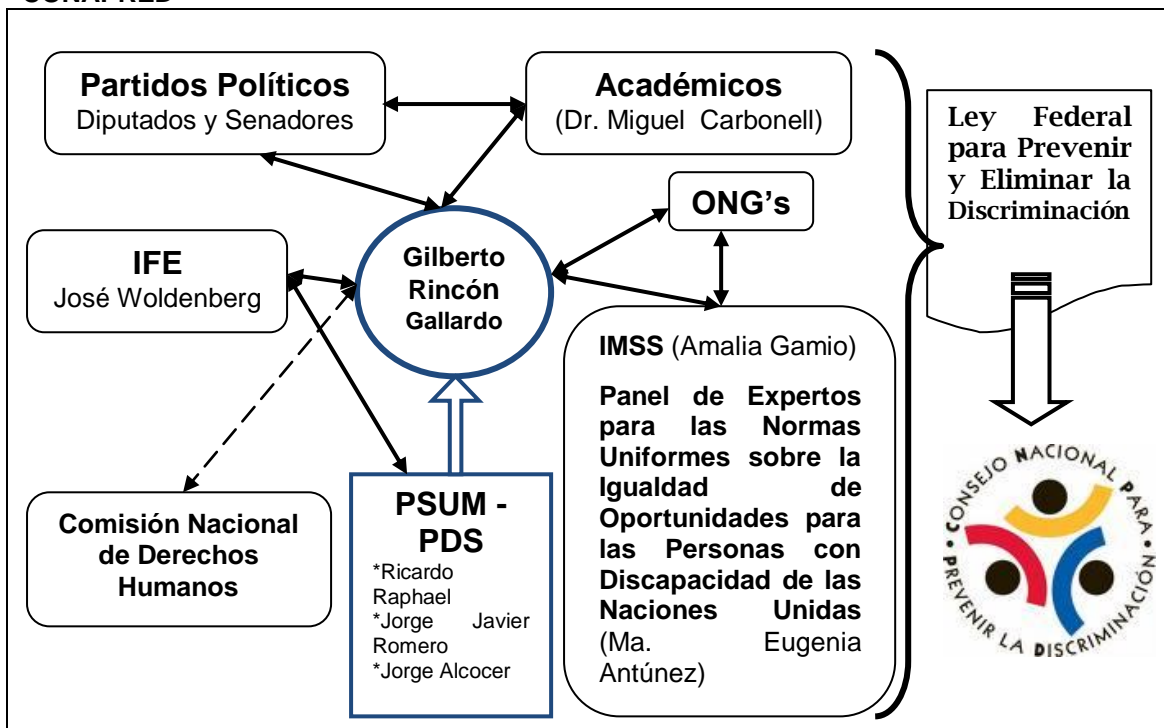 Partidos Políticos
Diputados y Senadores
Académicos
(Dr. Miguel Carbonell)
Ley Federal
para Prevenir
y Eliminar la
Discriminación
ONG's
IFE
José Woldenberg
Gilberto
Rincón
Gallardo
IMSS (Amalia Gamio)
Panel de Expertos
para las Normas
Uniformes sobre la
Igualdad de
Oportunidades para
las Personas con
Discapacidad de las
Naciones Unidas
(Ma. Eugenia
Antúnez)
Comisión Nacional
de Derechos
Humanos
PSUM -
PDS
*Ricardo
Raphael
*Jorge Javier
Romero
*Jorge Alcocer
• CONSEJO NACIONAL PARA •
PREVENIR LA DISCRIMINACIÓN